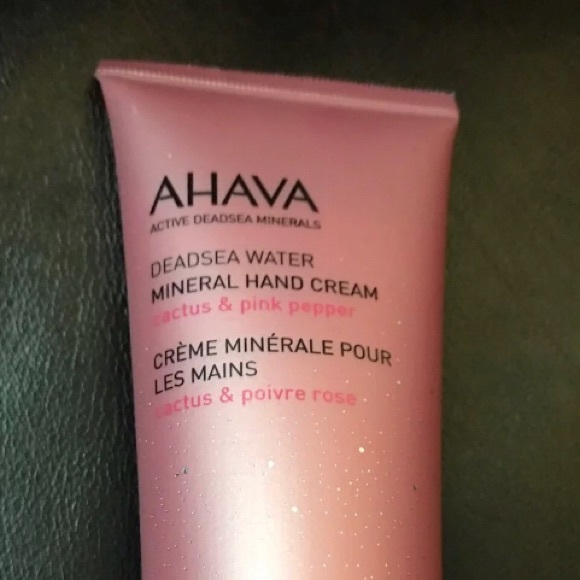 AHAVA
ACTIVE DEADSEA MINERALS
DEADSEA WATER
MINERAL HAND CREAM
cactus & pink pepper
CRÈME MINÉRALE POUR
LES MAINS
cactus & poivre rose